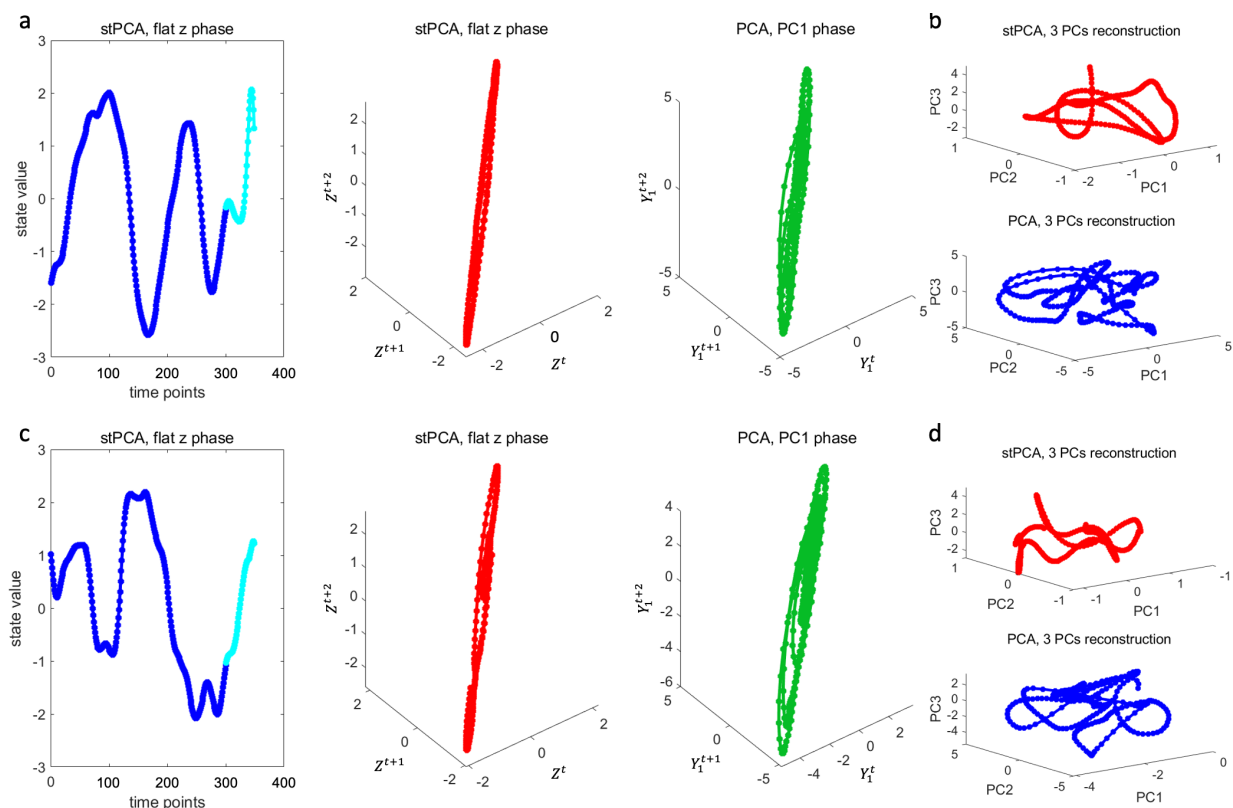 a
stPCA, flat z phase
3
2
1
0
-1
-2
-3
state value
0
100
200
300
400
time points
stPCA, flat z phase
2
1
0
-1
-2
Z^{t+2}
2
0
-2
Z^{t+1}
-2
0
2
Z^t
PCA, PC1 phase
5
0
-5
Y_1^{t+2}
5
0
-5
Y_1^{t+1}
-5
0
5
Y_1^t
b
stPCA, 3 PCs reconstruction
4
2
0
-2
PC3
1
0
-1
PC2
-2
-1
0
1
PC1
PCA, 3 PCs reconstruction
5
0
-5
PC3
5
0
-5
PC2
-5
0
5
PC1
c
stPCA, flat z phase
3
2
1
0
-1
-2
-3
state value
0
100
200
300
400
time points
stPCA, flat z phase
2
1
0
-1
-2
Z^{t+2}
2
0
-2
Z^{t+1}
-2
0
2
Z^t
PCA, PC1 phase
4
2
0
-2
-4
-6
Y_1^{t+2}
5
0
-5
Y_1^{t+1}
-4
-2
0
2
4
Y_1^t
d
stPCA, 3 PCs reconstruction
4
2
0
-2
PC3
1
0
-1
PC2
-1
0
1
-1
PC1
PCA, 3 PCs reconstruction
2
0
-2
-4
PC3
5
0
-5
PC2
-4
-2
0
PC1